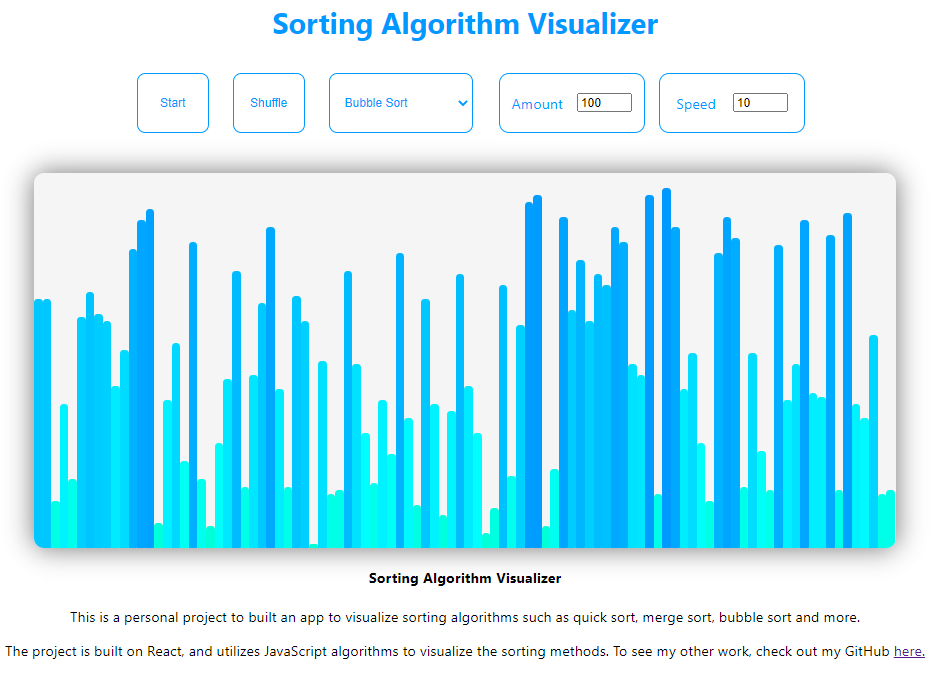 Sorting Algorithm Visualizer
Start Shuffle Bubble Sort Amount 100 Speed 10
Sorting Algorithm Visualizer
This is a personal project to built an app to visualize sorting algorithms such as quick sort, merge sort, bubble sort and more.
The project is built on React, and utilizes JavaScript algorithms to visualize the sorting methods. To see my other work, check out my GitHub here.